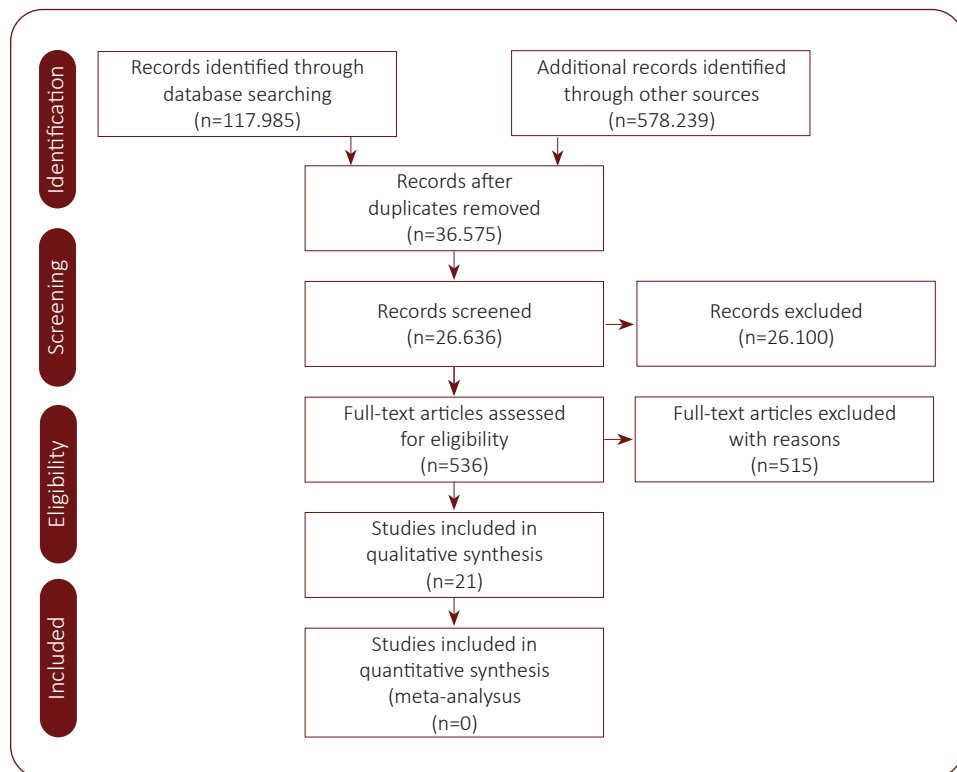 Identification
Records identified through
database searching
(n=117.985)
Additional records identified
through other sources
(n=578.239)
Records after
duplicates removed
(n=36.575)
Screening
Records screened
(n=26.636)
Records excluded
(n=26.100)
Eligibility
Full-text articles assessed
for eligibility
(n=536)
Full-text articles excluded
with reasons
(n=515)
Studies included in
qualitative synthesis
(n=21)
Included
Studies included in
quantitative synthesis
(meta-analysus
(n=0)